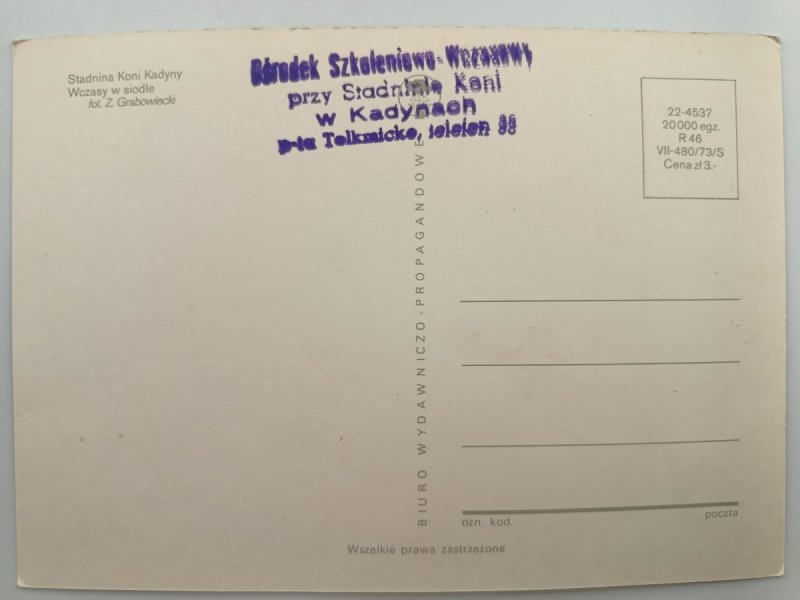 Stadnina Koni Kadyny
Wczasy w siodle
fot. Z. Grabowiecki
Ośrodek Szkoleniowo-Wczasowy
przy Stadninie Koni
w Kadynach
p-ta Tolkmicko, telefon 98
22-4537
20000 egz.
R 46
VII-480/73/S
Cena zł 3.-
BIURO WYDAWNICZO-PROPAGANDOWE
ozn. kod.
poczta
Wszelkie prawa zastrzeżone